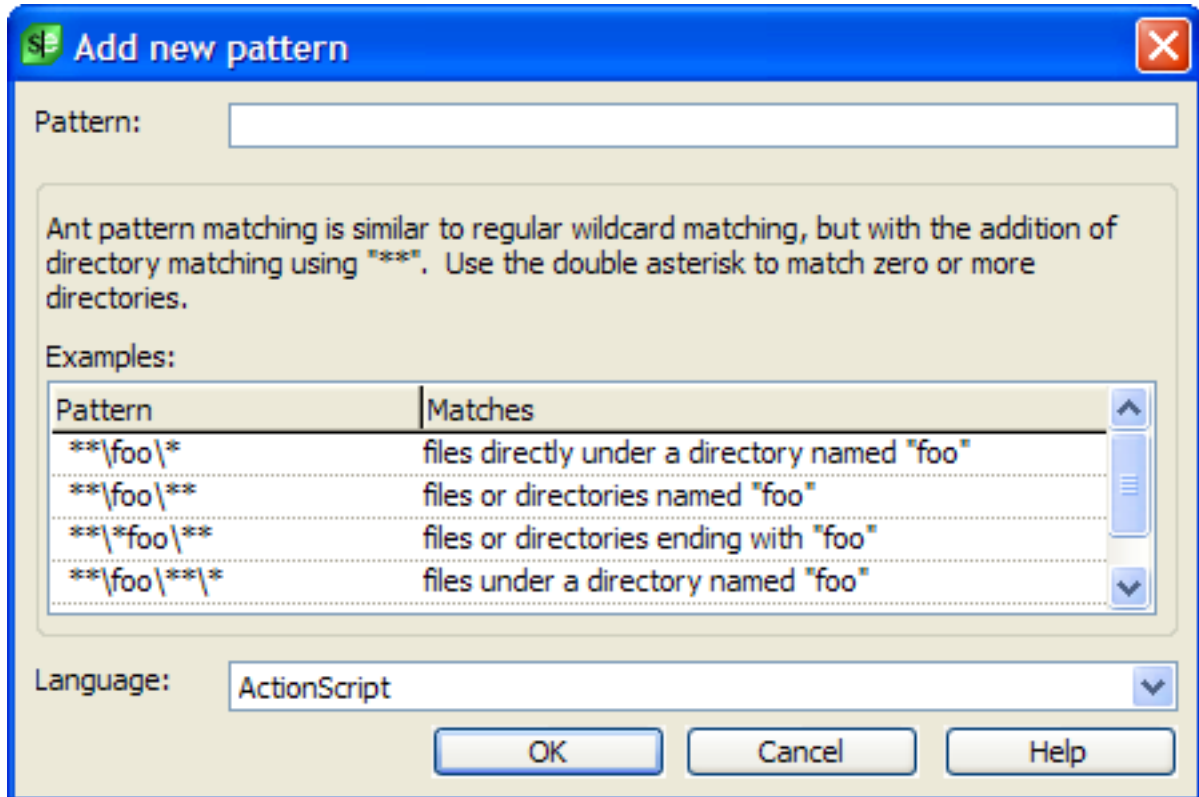 Add new pattern
Pattern:
Ant pattern matching is similar to regular wildcard matching, but with the addition of
directory matching using "**".  Use the double asterisk to match zero or more
directories.
Examples:
Pattern Matches
**\foo\* files directly under a directory named "foo"
**\foo\** files or directories named "foo"
**\*foo\** files or directories ending with "foo"
**\foo\**\* files under a directory named "foo"
Language: ActionScript
OK Cancel Help